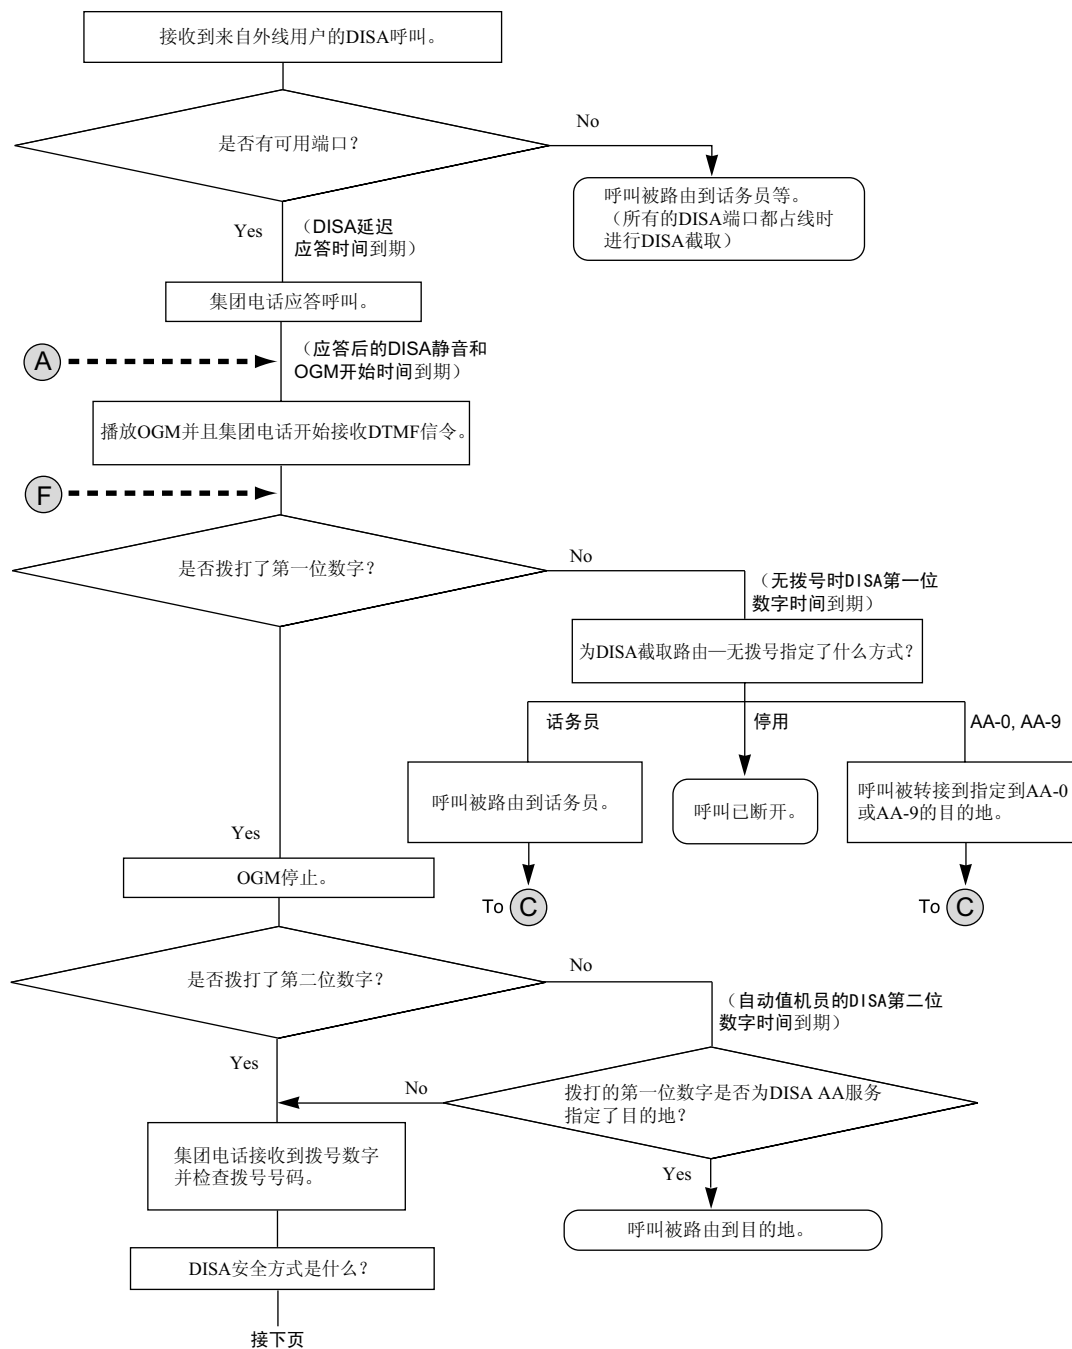 接收到来自外线用户的DISA呼叫。
是否有可用端口？
No
呼叫被路由到话务员等。
（所有的DISA端口都占线时
进行DISA截取）
Yes
（DISA延迟
应答时间到期）
集团电话应答呼叫。
A
（应答后的DISA静音和
OGM开始时间到期）
播放OGM并且集团电话开始接收DTMF信令。
F
是否拨打了第一位数字？
No
（无拨号时DISA第一位
数字时间到期）
为DISA截取路由—无拨号指定了什么方式？
话务员
停用
AA-0, AA-9
呼叫被路由到话务员。
呼叫已断开。
呼叫被转接到指定到AA-0
或AA-9的目的地。
Yes
OGM停止。
To C
To C
是否拨打了第二位数字？
No
（自动值机员的DISA第二位
数字时间到期）
Yes
No
拨打的第一位数字是否为DISA AA服务
指定了目的地？
集团电话接收到拨号数字
并检查拨号号码。
Yes
呼叫被路由到目的地。
DISA安全方式是什么？
接下页